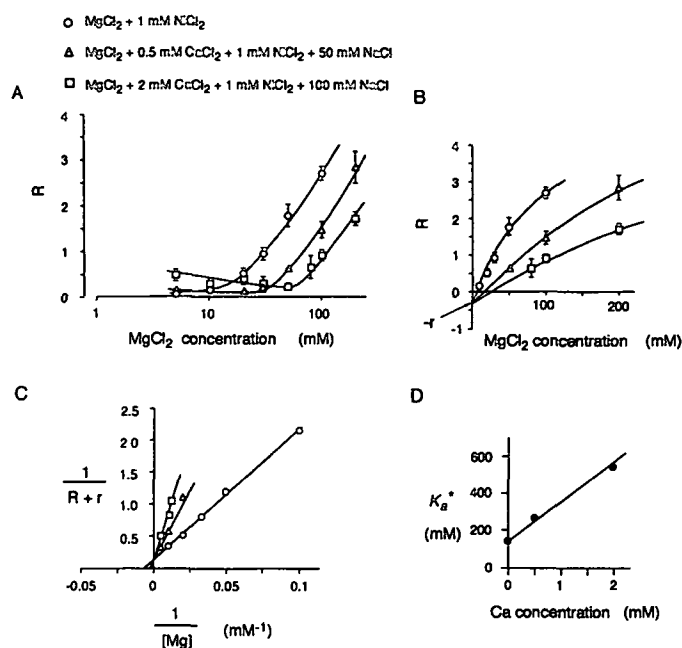 MgCl₂ + 1 mM NiCl₂
MgCl₂ + 0.5 mM CaCl₂ + 1 mM NiCl₂ + 50 mM NaCl
MgCl₂ + 2 mM CaCl₂ + 1 mM NiCl₂ + 100 mM NaCl
A
4
3
2
1
0
R
1
10
100
MgCl₂ concentration (mM)
B
4
3
2
1
0
-1
R
-r
100
200
MgCl₂ concentration (mM)
C
2.5
2.0
1.5
1.0
0.5
1
R + r
-0.05
0
0.05
0.1
1
[Mg]
(mM⁻¹)
D
600
400
200
0
Kₐ*
(mM)
0
1
2
Ca concentration (mM)